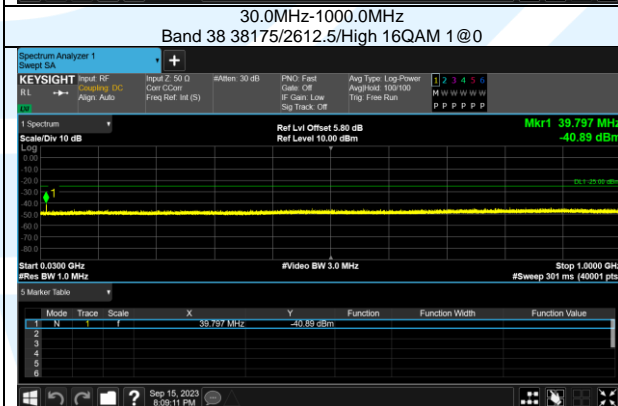 30.0MHz-1000.0MHz
Band 38 38175/2612.5/High 16QAM 1@0
Spectrum Analyzer 1
Swept SA
+
KEYSIGHT Input: RF Input Z: 50 Ω #Atten: 30 dB PNO: Fast Avg Type: Log-Power 1 2 3 4 5 6
RL Coupling: DC Corr CCorr Gate: Off Avg|Hold: 100/100 M W W W W W
Align: Auto Freq Ref: Int (S) IF Gain: Low Trig: Free Run
Sig Track: Off P P P P P P
LW
1 Spectrum Ref Lvl Offset 5.80 dB Mkr1 39.797 MHz
Scale/Div 10 dB Ref Level 10.00 dBm -40.89 dBm
Log
0.00
-10.0
-20.0 DL1 -25.00 dBm
-30.0
1
-40.0
-50.0
-60.0
-70.0
-80.0
Start 0.0300 GHz #Video BW 3.0 MHz Stop 1.0000 GHz
#Res BW 1.0 MHz #Sweep 301 ms (40001 pts)
5 Marker Table
Mode Trace Scale X Y Function Function Width Function Value
1 N 1 f 39.797 MHz -40.89 dBm
2
3
4
5
6
? Sep 15, 2023
8:09:11 PM